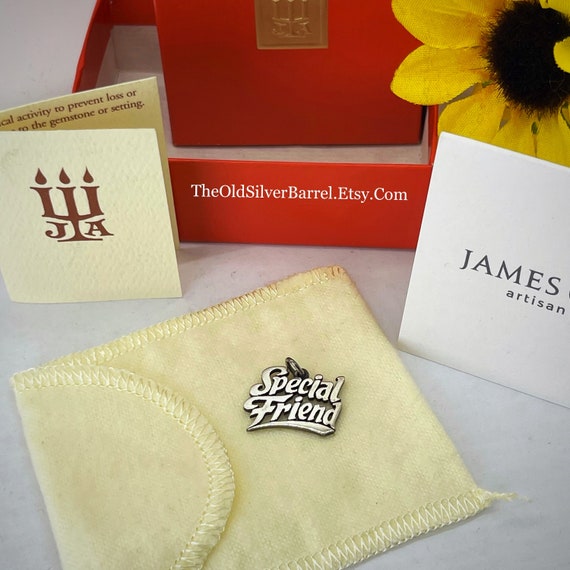 JA
cal activity to prevent loss or
to the gemstone or setting.
JA
TheOldSilverBarrel.Etsy.Com
JAMES
artisan
Special
Friend